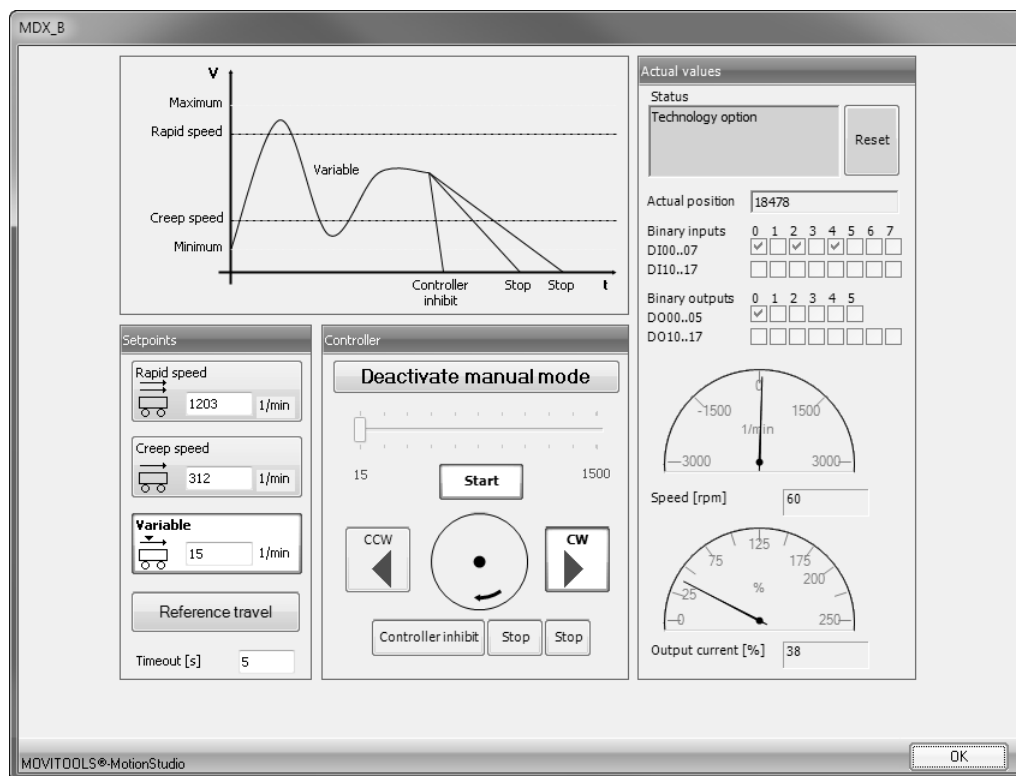 MDX_B
V
Maximum
Rapid speed
Variable
Creep speed
Minimum
Controller inhibit
Stop
Stop
t
Setpoints
Rapid speed
1203 1/min
Creep speed
312 1/min
Variable
15 1/min
Reference travel
Timeout [s] 5
Controller
Deactivate manual mode
15 1500
Start
CCW
CW
Controller inhibit
Stop
Stop
Actual values
Status
Technology option
Reset
Actual position 18478
Binary inputs 0 1 2 3 4 5 6 7
DI00..07
DI10..17
Binary outputs 0 1 2 3 4 5
DO00..05
DO10..17
0
-1500 1500
1/min
-3000 3000
Speed [rpm] 60
125
75 175
200
%
25
0 250
Output current [%] 38
OK
MOVITOOLS®-MotionStudio